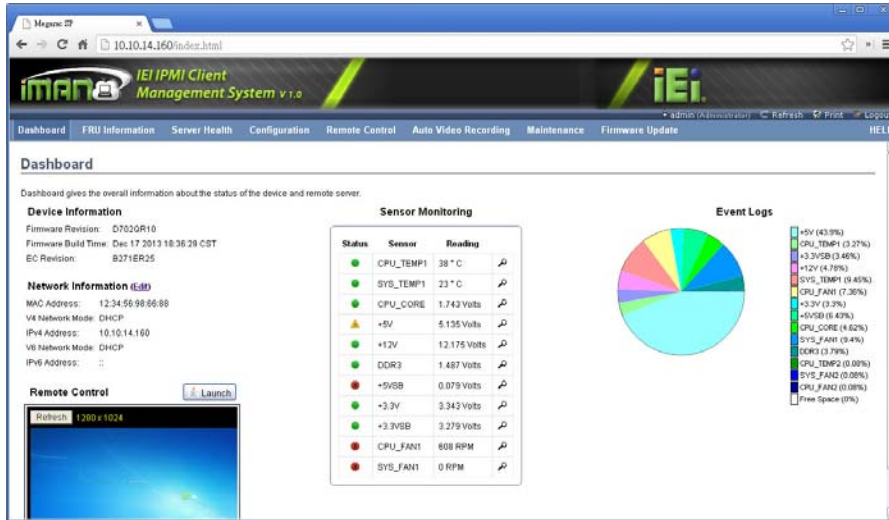 Megarac SP
10.10.14.160/index.html
iMAN
IEI IPMI Client
Management System v 1.0
iEi
admin (Administrator) Refresh Print Logout
Dashboard FRU Information Server Health Configuration Remote Control Auto Video Recording Maintenance Firmware Update HELP
Dashboard
Dashboard gives the overall information about the status of the device and remote server.
Device Information
Firmware Revision: D702QR10
Firmware Build Time: Dec 17 2013 18:36:29 CST
EC Revision: B271ER25
Network Information (Edit)
MAC Address: 12:34:56:98:66:88
V4 Network Mode: DHCP
IPv4 Address: 10.10.14.160
V6 Network Mode: DHCP
IPv6 Address: ::
Remote Control Launch
Refresh 1280 x 1024
Sensor Monitoring
Status Sensor Reading
CPU_TEMP1 38 ° C
SYS_TEMP1 23 ° C
CPU_CORE 1.743 Volts
+5V 5.135 Volts
+12V 12.175 Volts
DDR3 1.487 Volts
+5VSB 0.079 Volts
+3.3V 3.343 Volts
+3.3VSB 3.279 Volts
CPU_FAN1 608 RPM
SYS_FAN1 0 RPM
Event Logs
+5V (43.9%)
CPU_TEMP1 (3.27%)
+3.3VSB (3.46%)
+12V (4.78%)
SYS_TEMP1 (9.45%)
CPU_FAN1 (7.36%)
+3.3V (3.3%)
+5VSB (6.43%)
CPU_CORE (4.62%)
SYS_FAN1 (9.4%)
DDR3 (3.79%)
CPU_TEMP2 (0.08%)
SYS_FAN2 (0.08%)
CPU_FAN2 (0.08%)
Free Space (0%)